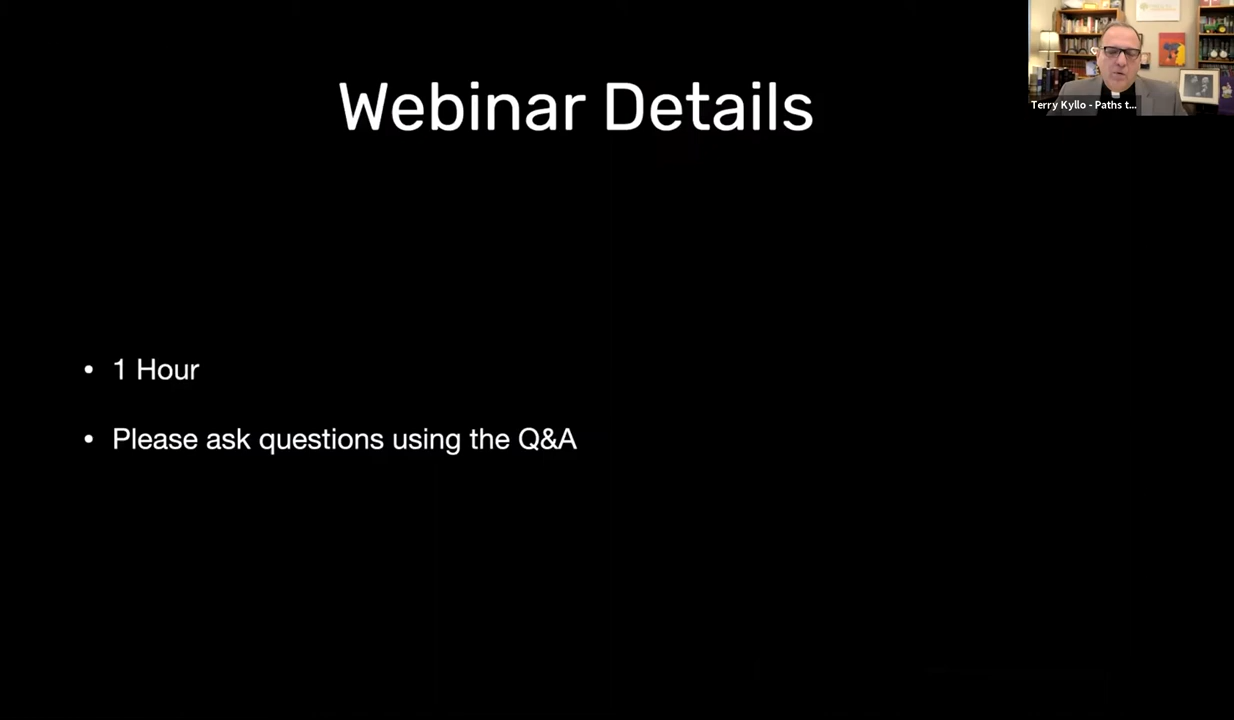 Webinar Details
Terry Kyllo - Paths t...
• 1 Hour
• Please ask questions using the Q&A